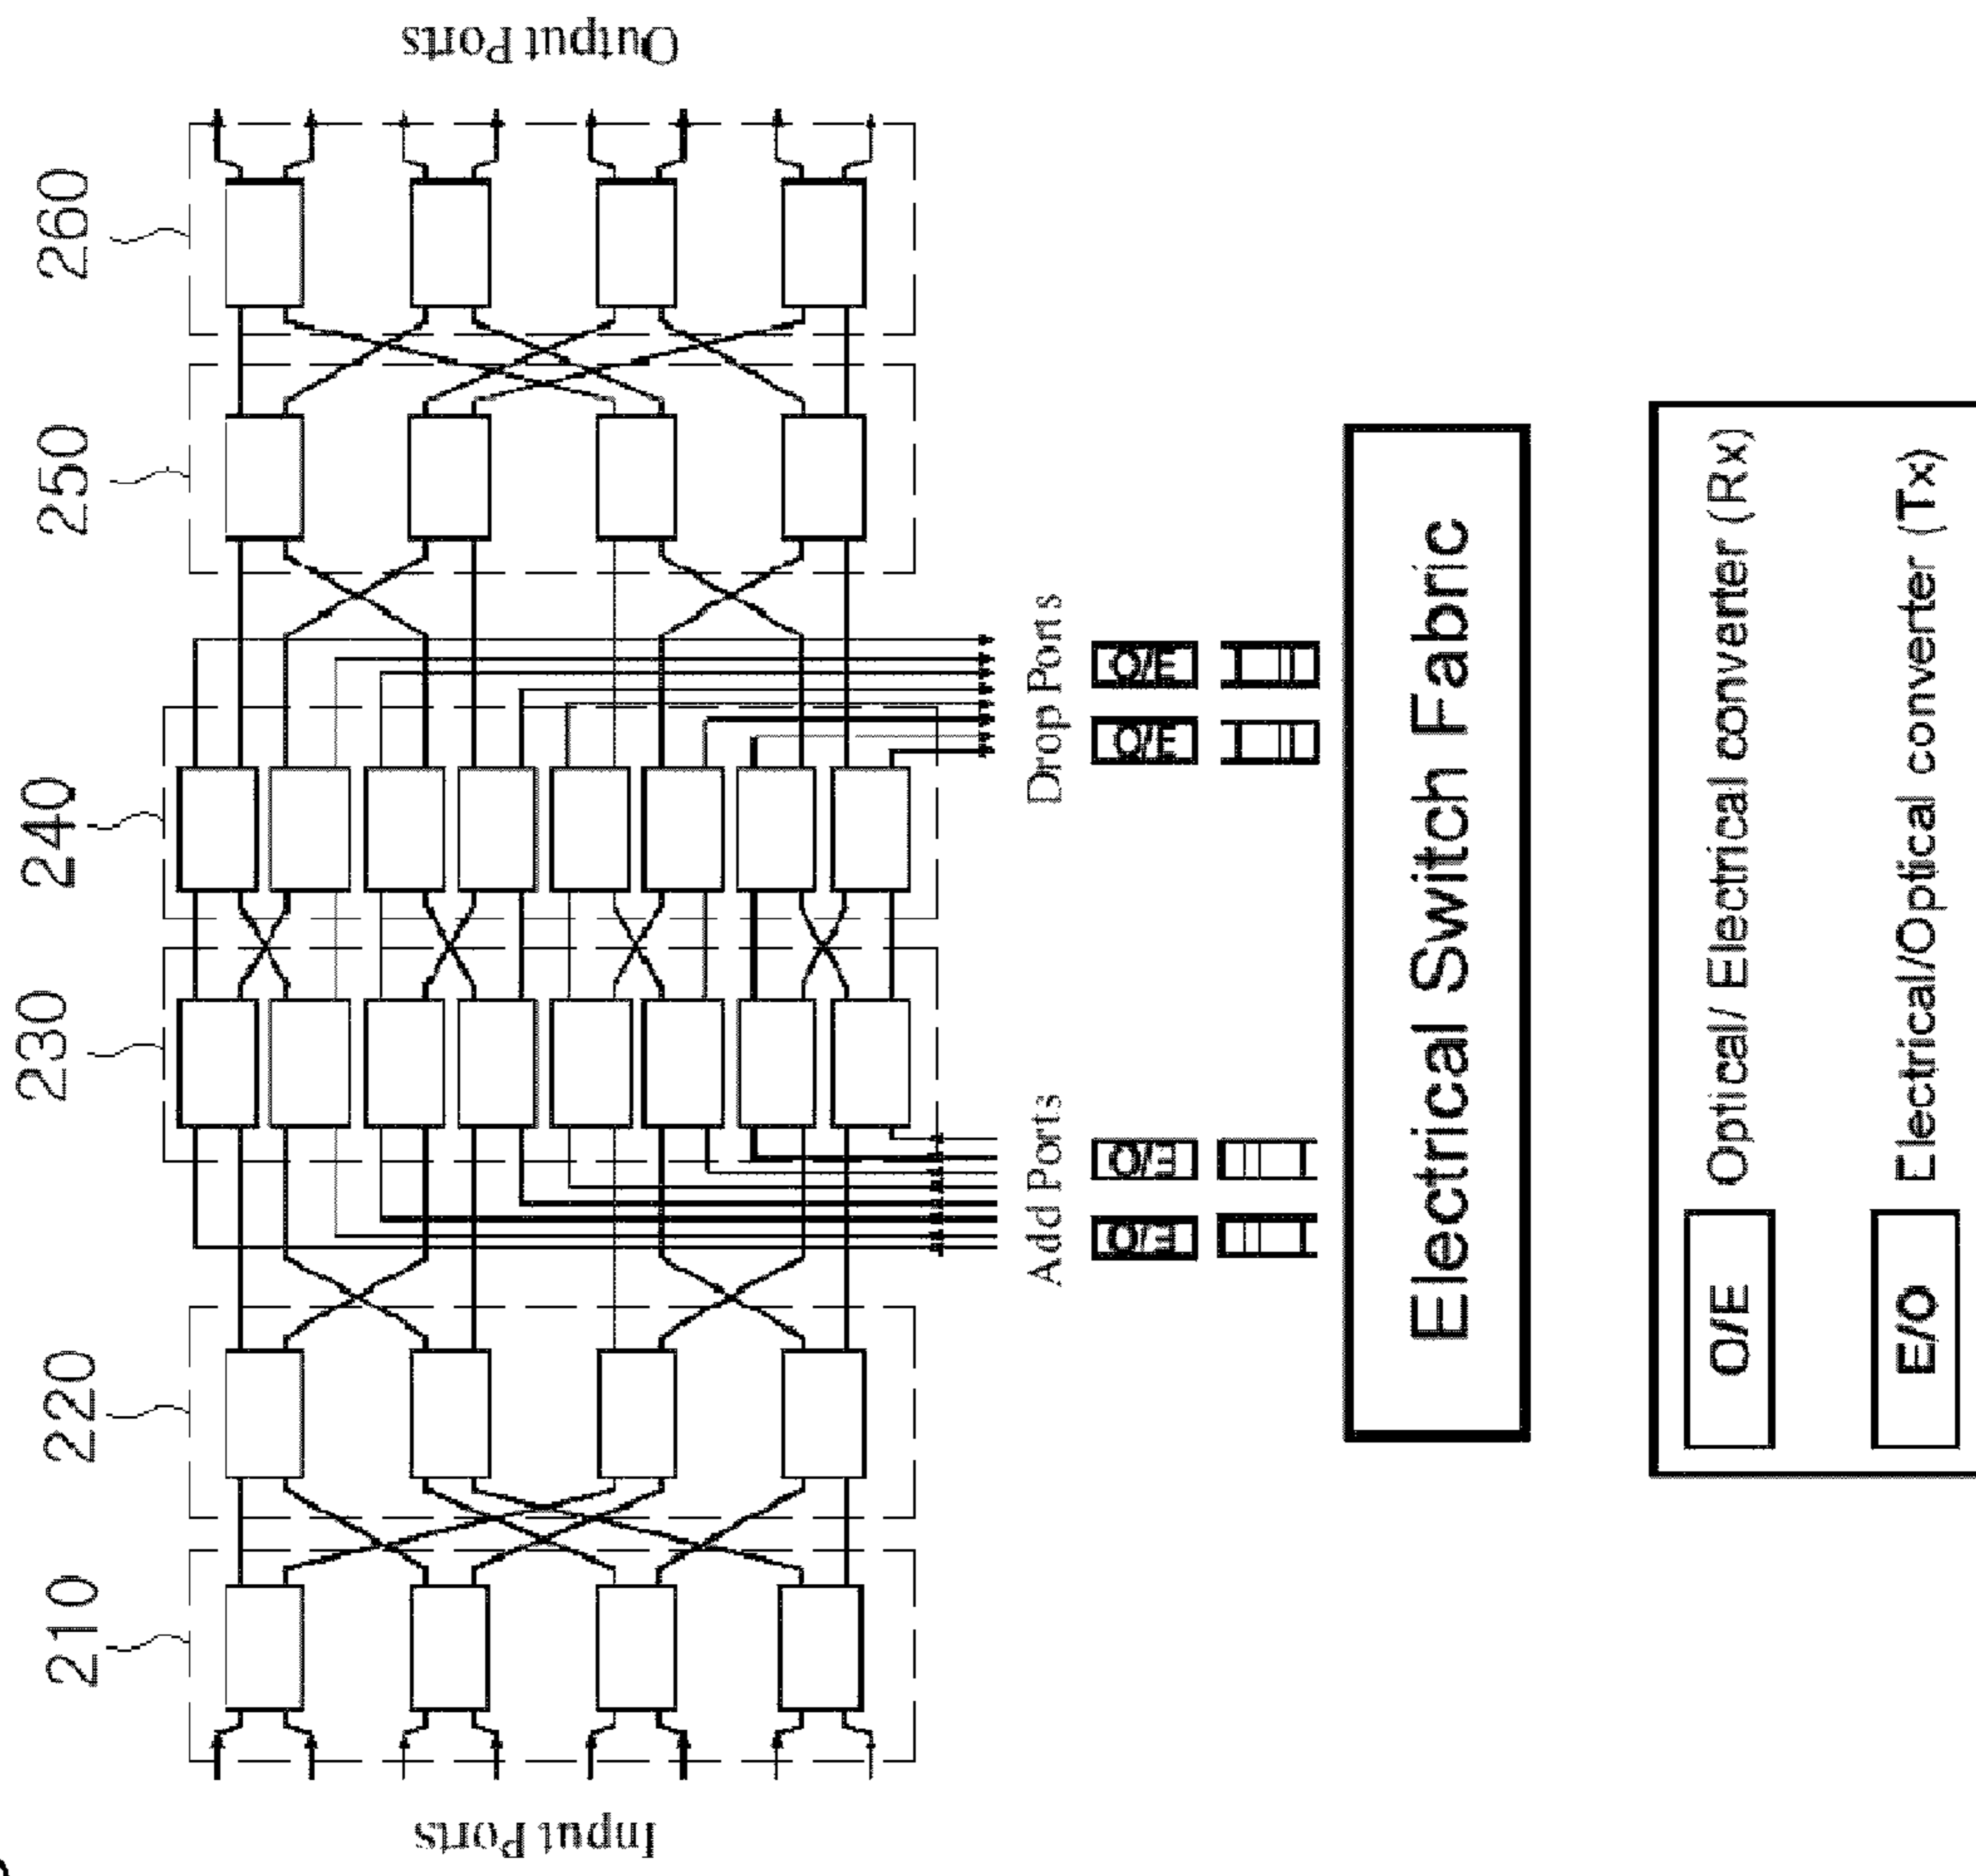 210
220
230
240
250
260
Input Ports
Output Ports
Add Ports
Drop Ports
O/E
O/E
O/E
O/E
Electrical Switch Fabric
O/E Optical/ Electrical converter (Rx)
E/O Electrical/Optical converter (Tx)